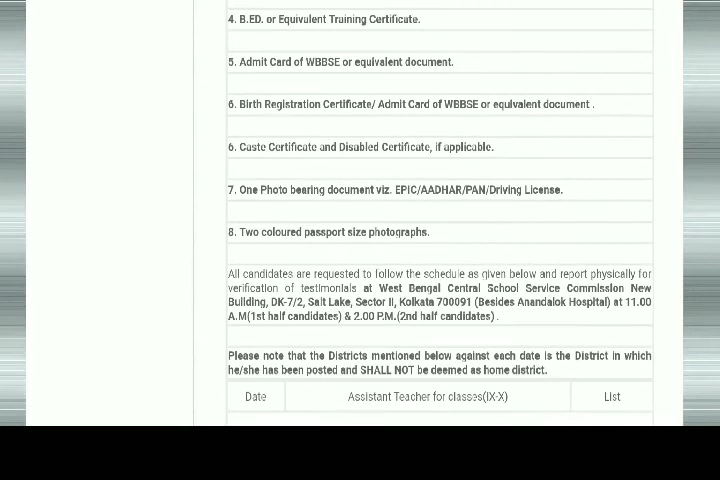 4. B.ED. or Equivalent Training Certificate.
5. Admit Card of WBBSE or equivalent document.
6. Birth Registration Certificate/ Admit Card of WBBSE or equivalent document .
6. Caste Certificate and Disabled Certificate, if applicable.
7. One Photo bearing document viz. EPIC/AADHAR/PAN/Driving License.
8. Two coloured passport size photographs.
All candidates are requested to follow the schedule as given below and report physically for
verification of testimonials at West Bengal Central School Service Commission New
Building, DK-7/2, Salt Lake, Sector II, Kolkata 700091 (Besides Anandalok Hospital) at 11.00
A.M(1st half candidates) & 2.00 P.M.(2nd half candidates) .
Please note that the Districts mentioned below against each date is the District in which
he/she has been posted and SHALL NOT be deemed as home district.
Date Assistant Teacher for classes(IX-X) List